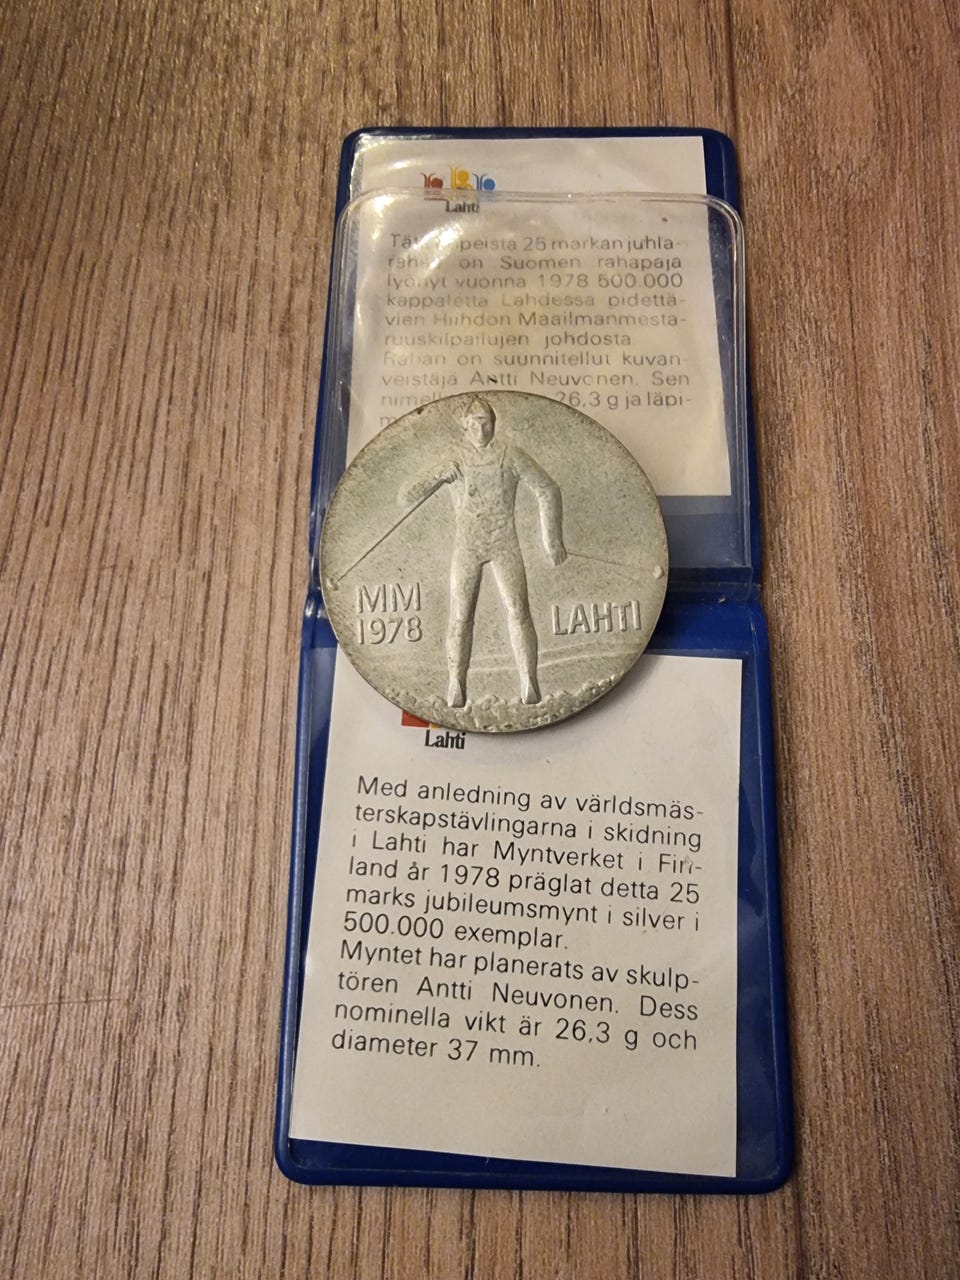 Lahti
peista 25 markan juhla-
on Suomen rahapaja
lyönyt vuonna 1978 500.000
kappaletta Lahdessa pidettä-
vien Hiihdon Maailmanmesta-
ruuskilpailujen johdosta.
Rahan on suunnitellut kuvan-
veistäjä Antti Neuvonen. Sen
26,3 g ja läpi-
MM
1978
LAHTI
Lahti
Med anledning av världsmäs-
terskapstävlingarna i skidning
i Lahti har Myntverket i Fin-
land år 1978 präglat detta 25
marks jubileumsmynt i silver i
500.000 exemplar.
Myntet har planerats av skulp-
tören Antti Neuvonen. Dess
nominella vikt är 26,3 g och
diameter 37 mm.